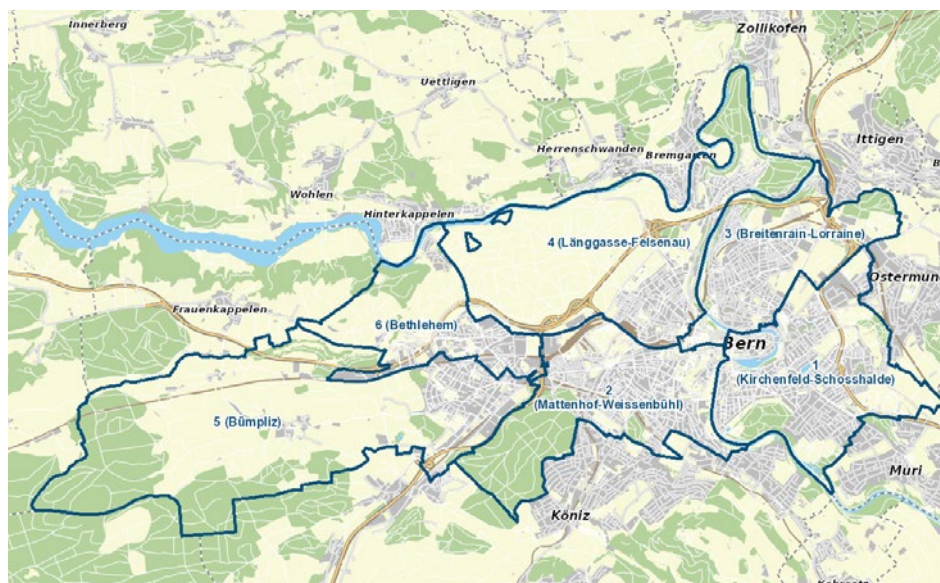 Innerberg
Zollikofen
Uettligen
Ittigen
Herrenschwanden
Bremgarten
Wohlen
Hinterkappelen
4 (Länggasse-Felsenau)
3 (Breitenrain-Lorraine)
Ostermun
Frauenkappelen
6 (Bethlehem)
Bern
1
(Kirchenfeld-Schosshalde)
2
(Mattenhof-Weissenbühl)
5 (Bümpliz)
Muri
Köniz